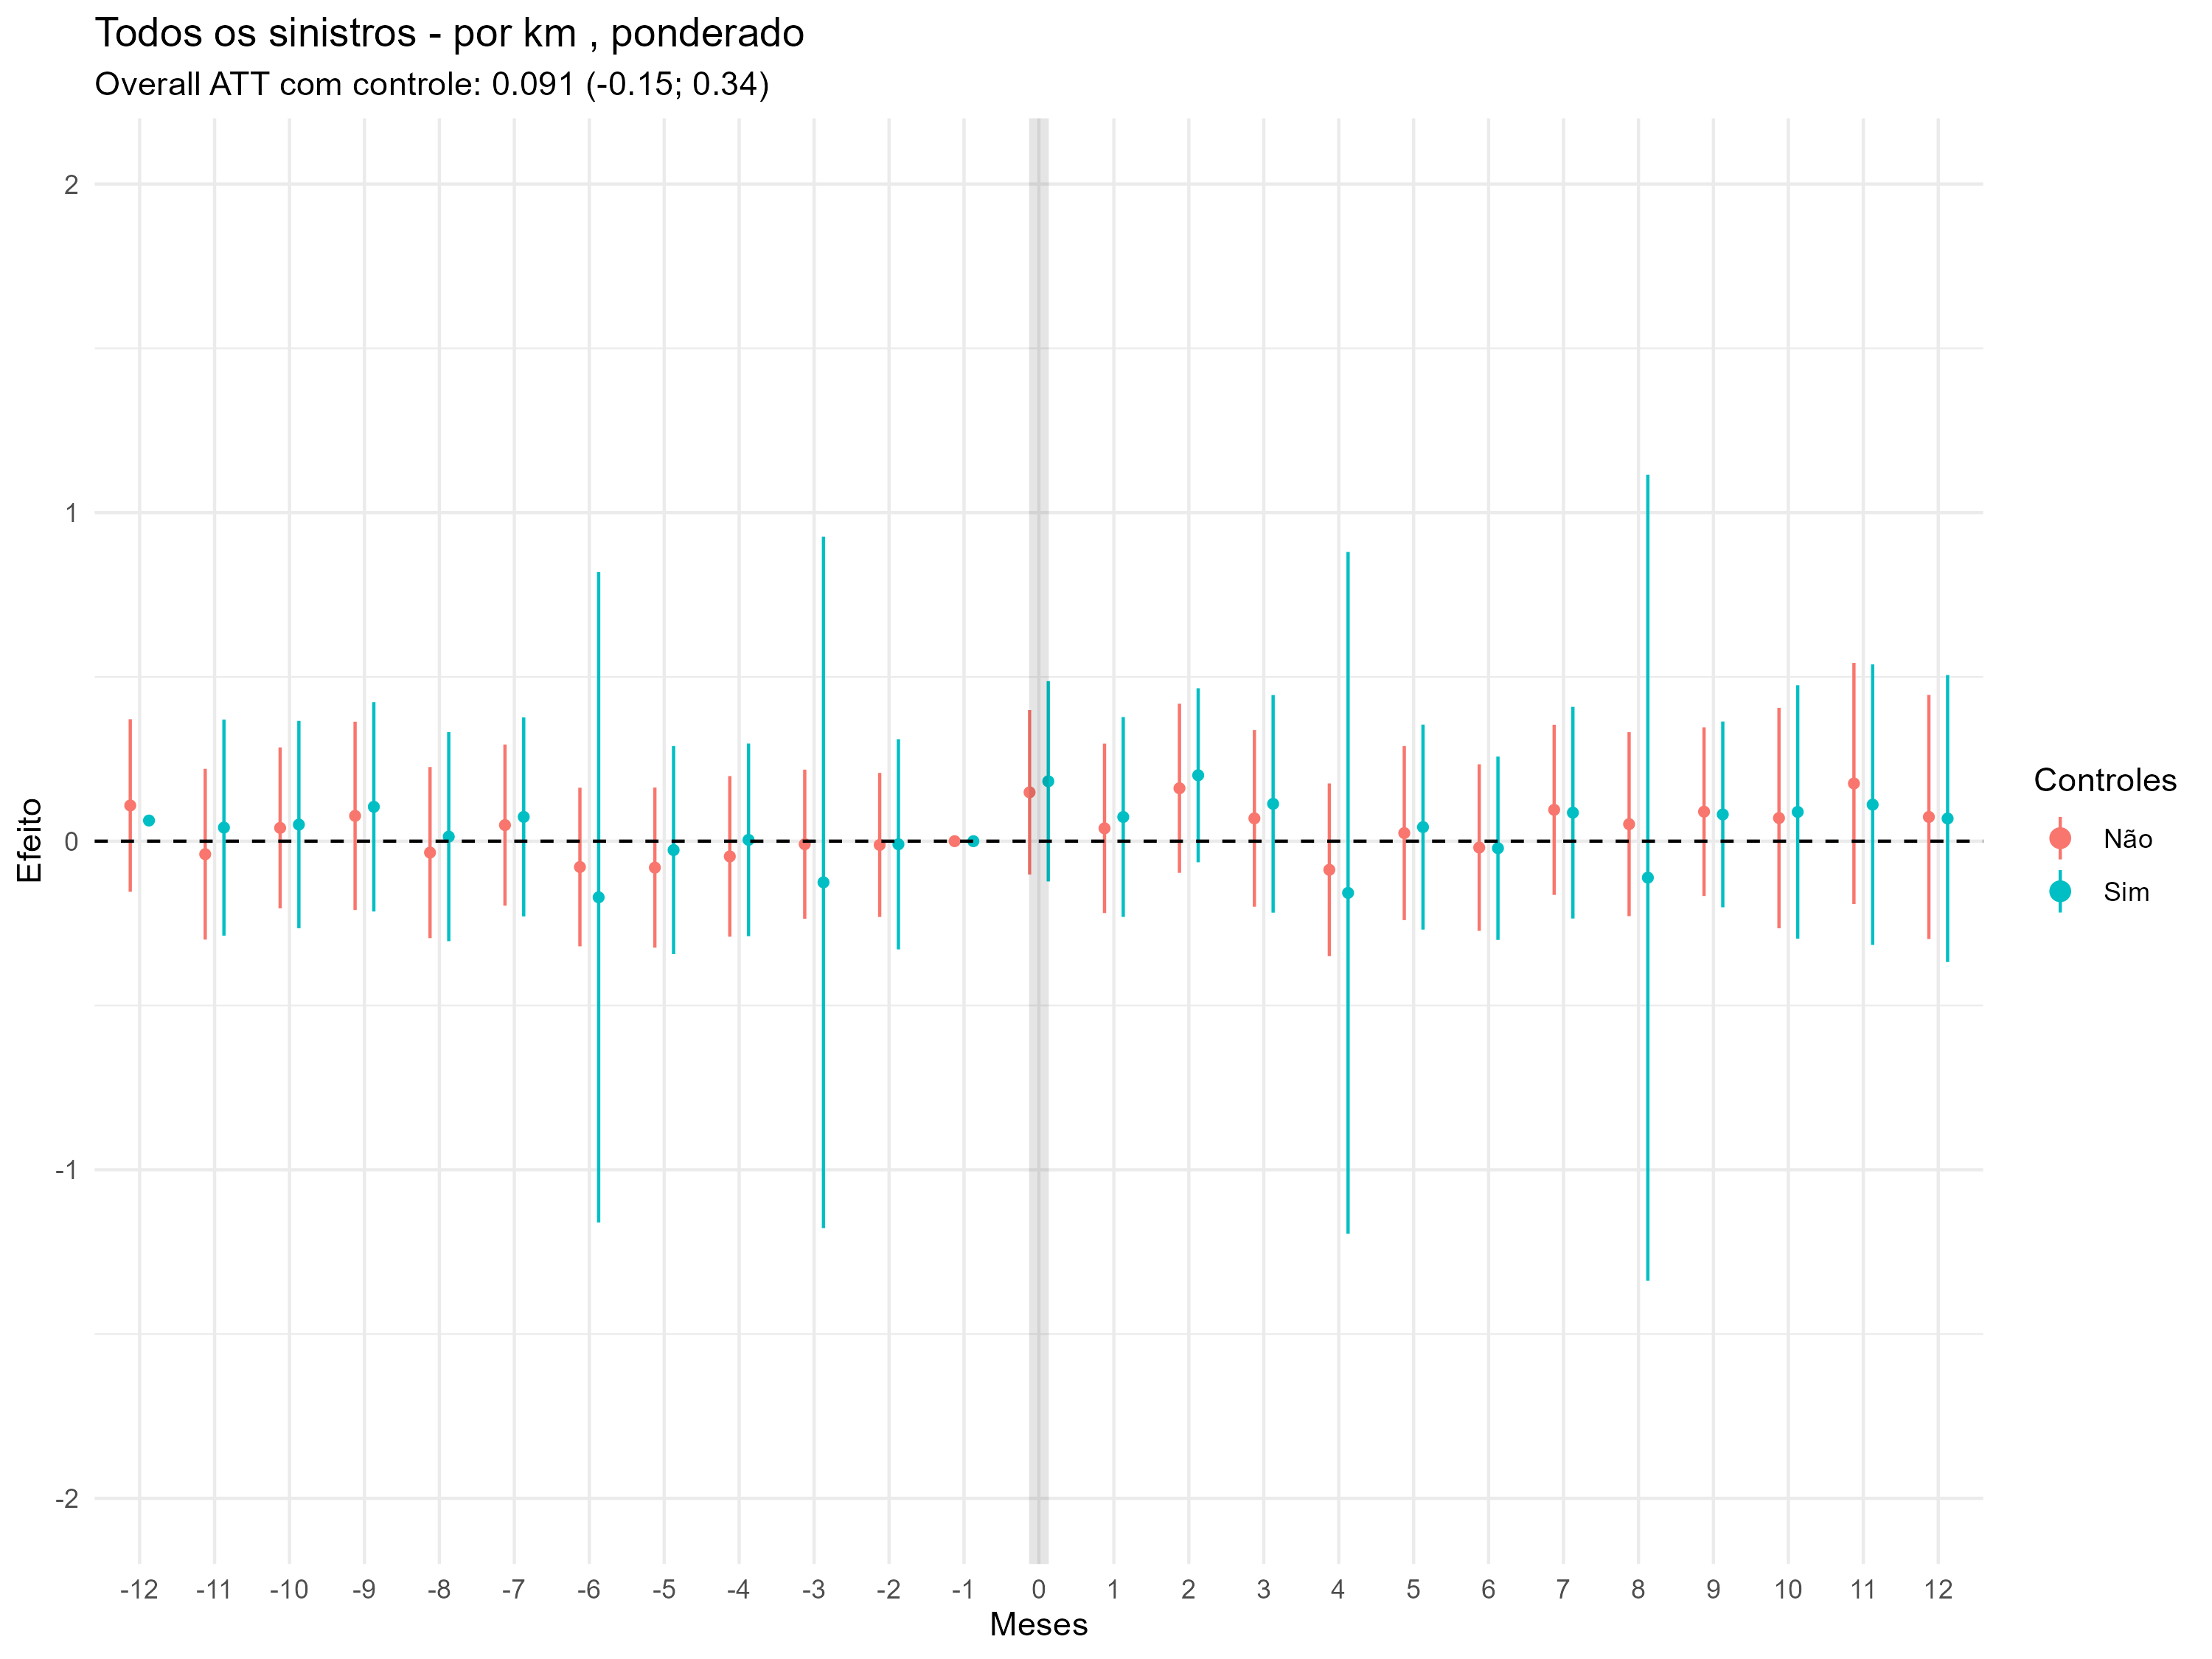 Todos os sinistros - por km , ponderado
Overall ATT com controle: 0.091 (-0.15; 0.34)
Efeito
2
1
0
-1
-2
-12 -11 -10 -9 -8 -7 -6 -5 -4 -3 -2 -1 0 1 2 3 4 5 6 7 8 9 10 11 12
Meses
Controles
Não
Sim